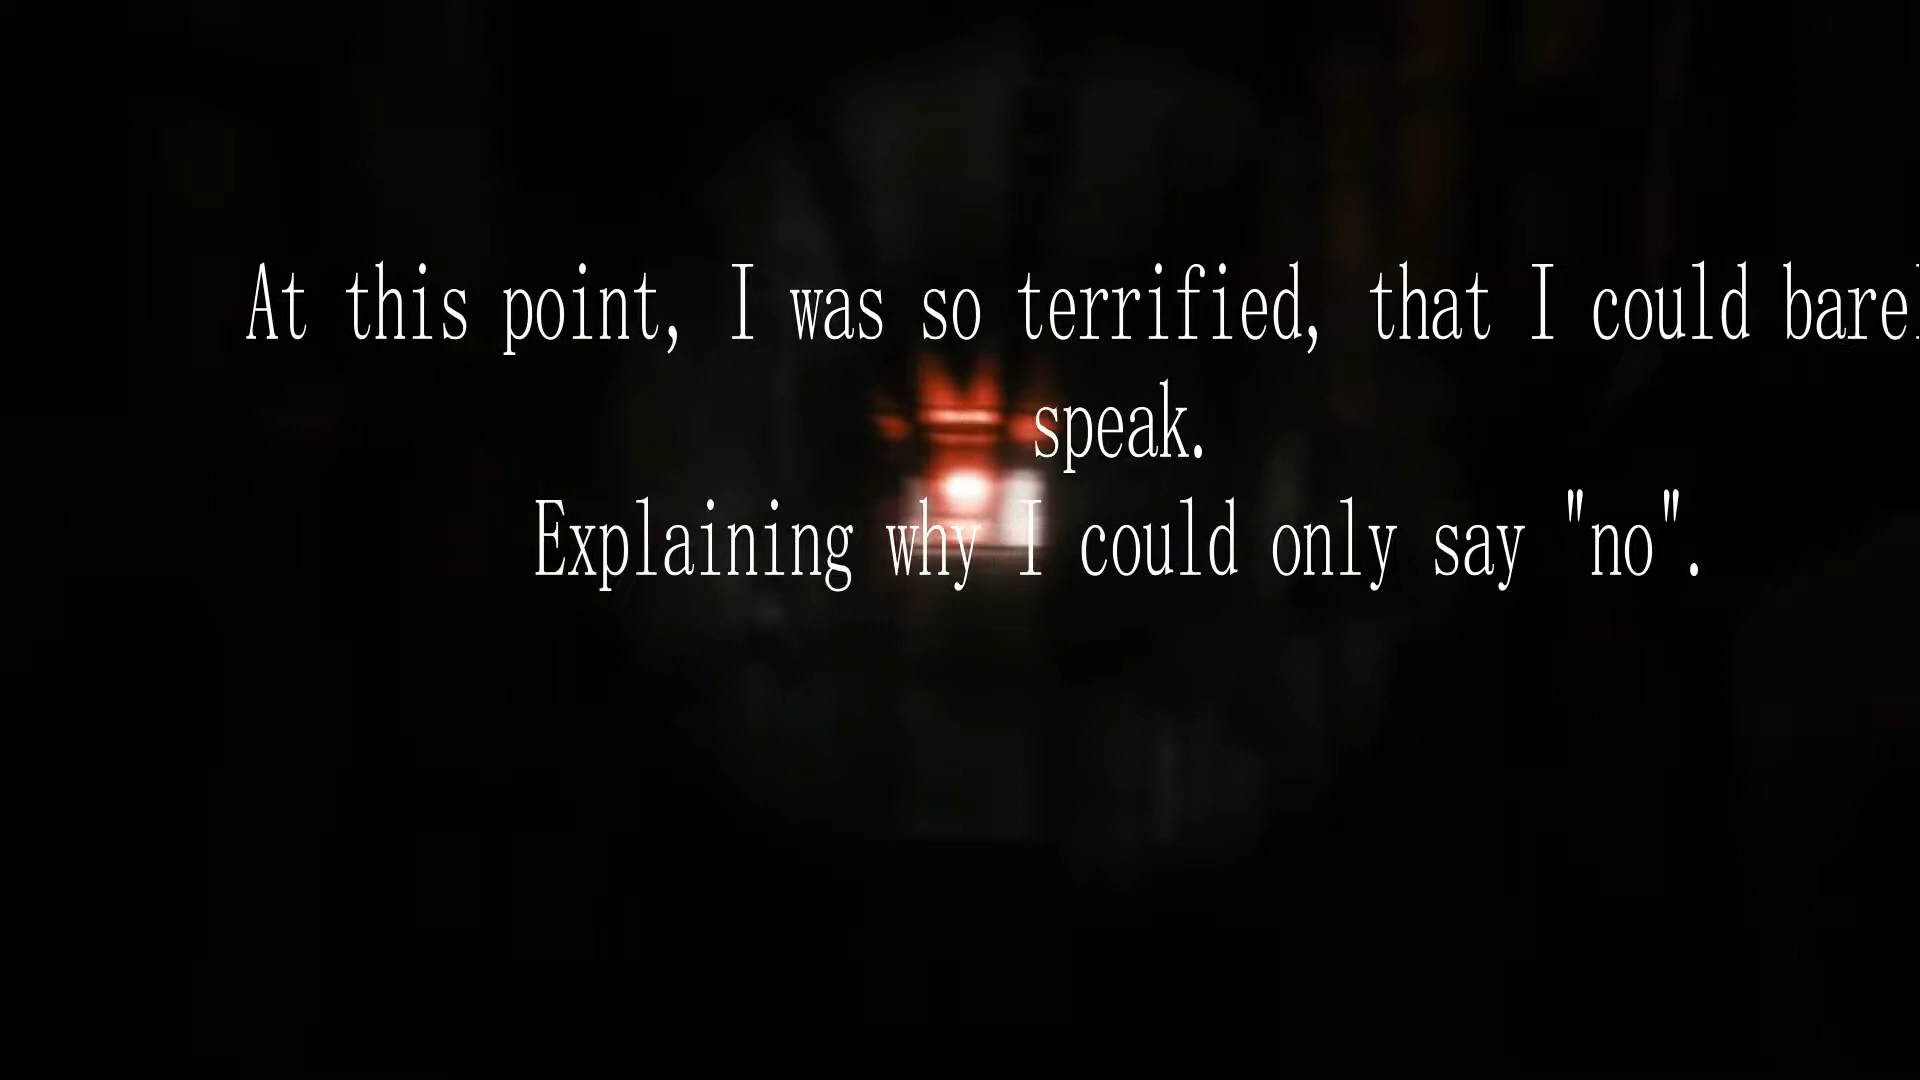 At this point, I was so terrified, that I could barel
speak.
Explaining why I could only say "no".